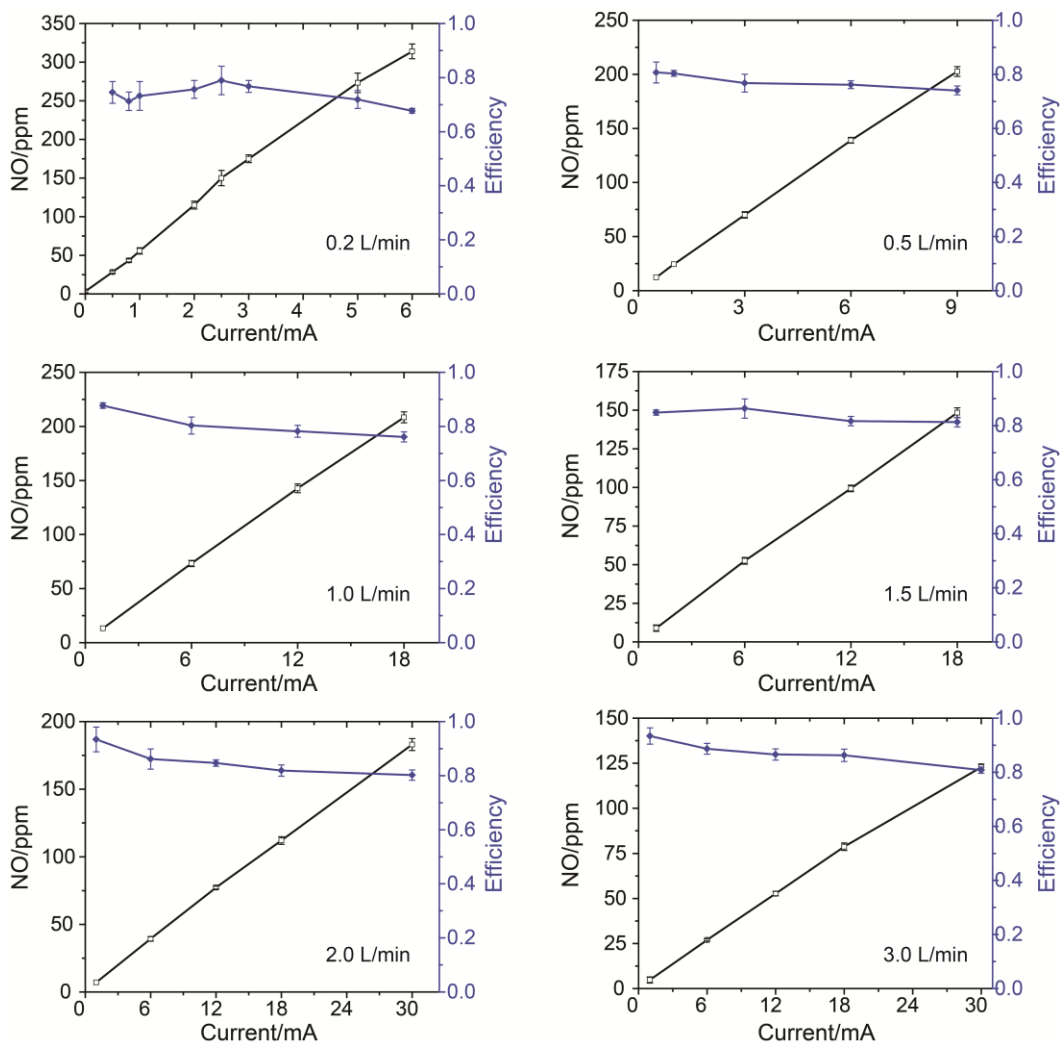 350
300
250
200
150
100
50
0
NO/ppm
1.0
0.8
0.6
0.4
0.2
0.0
Efficiency
0.2 L/min
0 1 2 3 4 5 6
Current/mA
250
200
150
100
50
0
NO/ppm
1.0
0.8
0.6
0.4
0.2
0.0
Efficiency
0.5 L/min
0 3 6 9
Current/mA
250
200
150
100
50
0
NO/ppm
1.0
0.8
0.6
0.4
0.2
0.0
Efficiency
1.0 L/min
0 6 12 18
Current/mA
175
150
125
100
75
50
25
0
NO/ppm
1.0
0.8
0.6
0.4
0.2
0.0
Efficiency
1.5 L/min
0 6 12 18
Current/mA
200
150
100
50
0
NO/ppm
1.0
0.8
0.6
0.4
0.2
0.0
Efficiency
2.0 L/min
0 6 12 18 24 30
Current/mA
150
125
100
75
50
25
0
NO/ppm
1.0
0.8
0.6
0.4
0.2
0.0
Efficiency
3.0 L/min
0 6 12 18 24 30
Current/mA